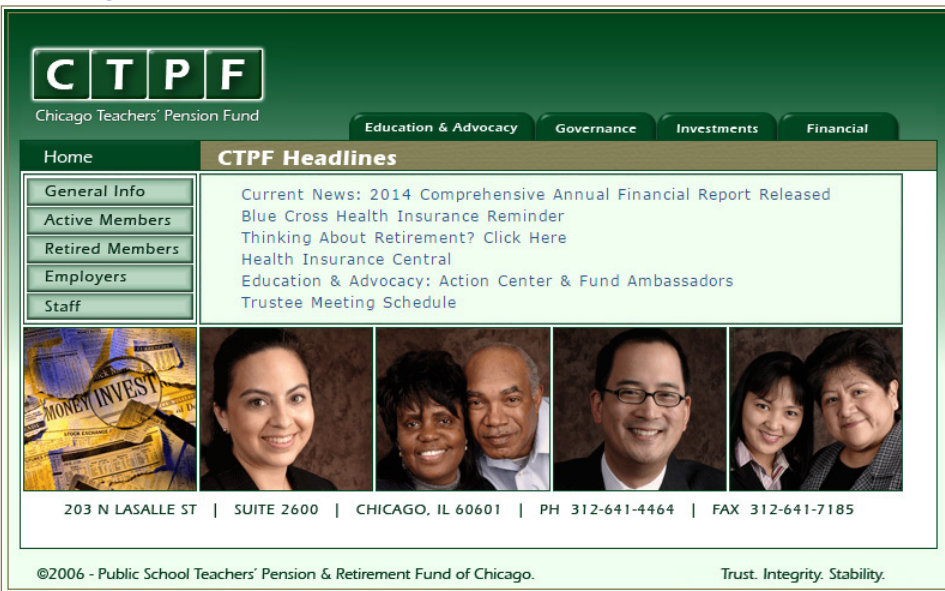 C T P F
Chicago Teachers' Pension Fund
Education & Advocacy Governance Investments Financial
Home
CTPF Headlines
General Info
Active Members
Retired Members
Employers
Staff
Current News: 2014 Comprehensive Annual Financial Report Released
Blue Cross Health Insurance Reminder
Thinking About Retirement? Click Here
Health Insurance Central
Education & Advocacy: Action Center & Fund Ambassadors
Trustee Meeting Schedule
MONEY INVEST
STOCK EXCHANGE
203 N LASALLE ST | SUITE 2600 | CHICAGO, IL 60601 | PH 312-641-4464 | FAX 312-641-7185
©2006 - Public School Teachers' Pension & Retirement Fund of Chicago.
Trust. Integrity. Stability.